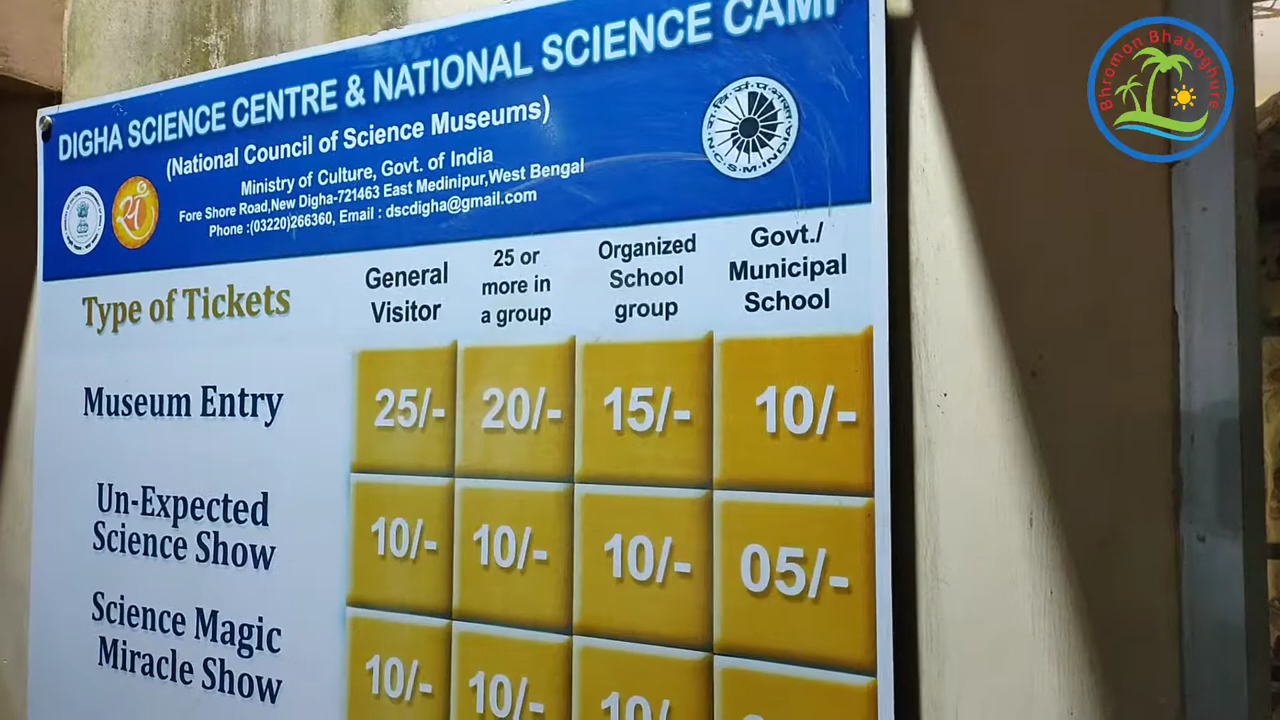 DIGHA SCIENCE CENTRE & NATIONAL SCIENCE CAMP
(National Council of Science Museums)
Ministry of Culture, Govt. of India
Fore Shore Road,New Digha-721463 East Medinipur,West Bengal
Phone :(03220)266360, Email : dscdigha@gmail.com
N.C.S.M.INDIA
Bhromon Bhaboghure
Type of Tickets
General
Visitor
25 or
more in
a group
Organized
School
group
Govt./
Municipal
School
Museum Entry
25/- 20/- 15/- 10/-
Un-Expected
Science Show
10/- 10/- 10/- 05/-
Science Magic
Miracle Show
10/- 10/- 10/-